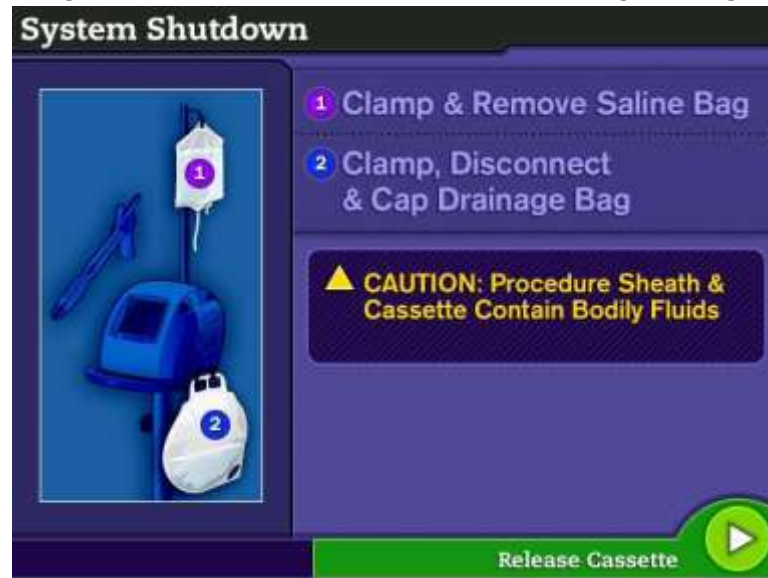 System Shutdown
1 Clamp & Remove Saline Bag
2 Clamp, Disconnect
& Cap Drainage Bag
CAUTION: Procedure Sheath &
Cassette Contain Bodily Fluids
1
2
Release Cassette